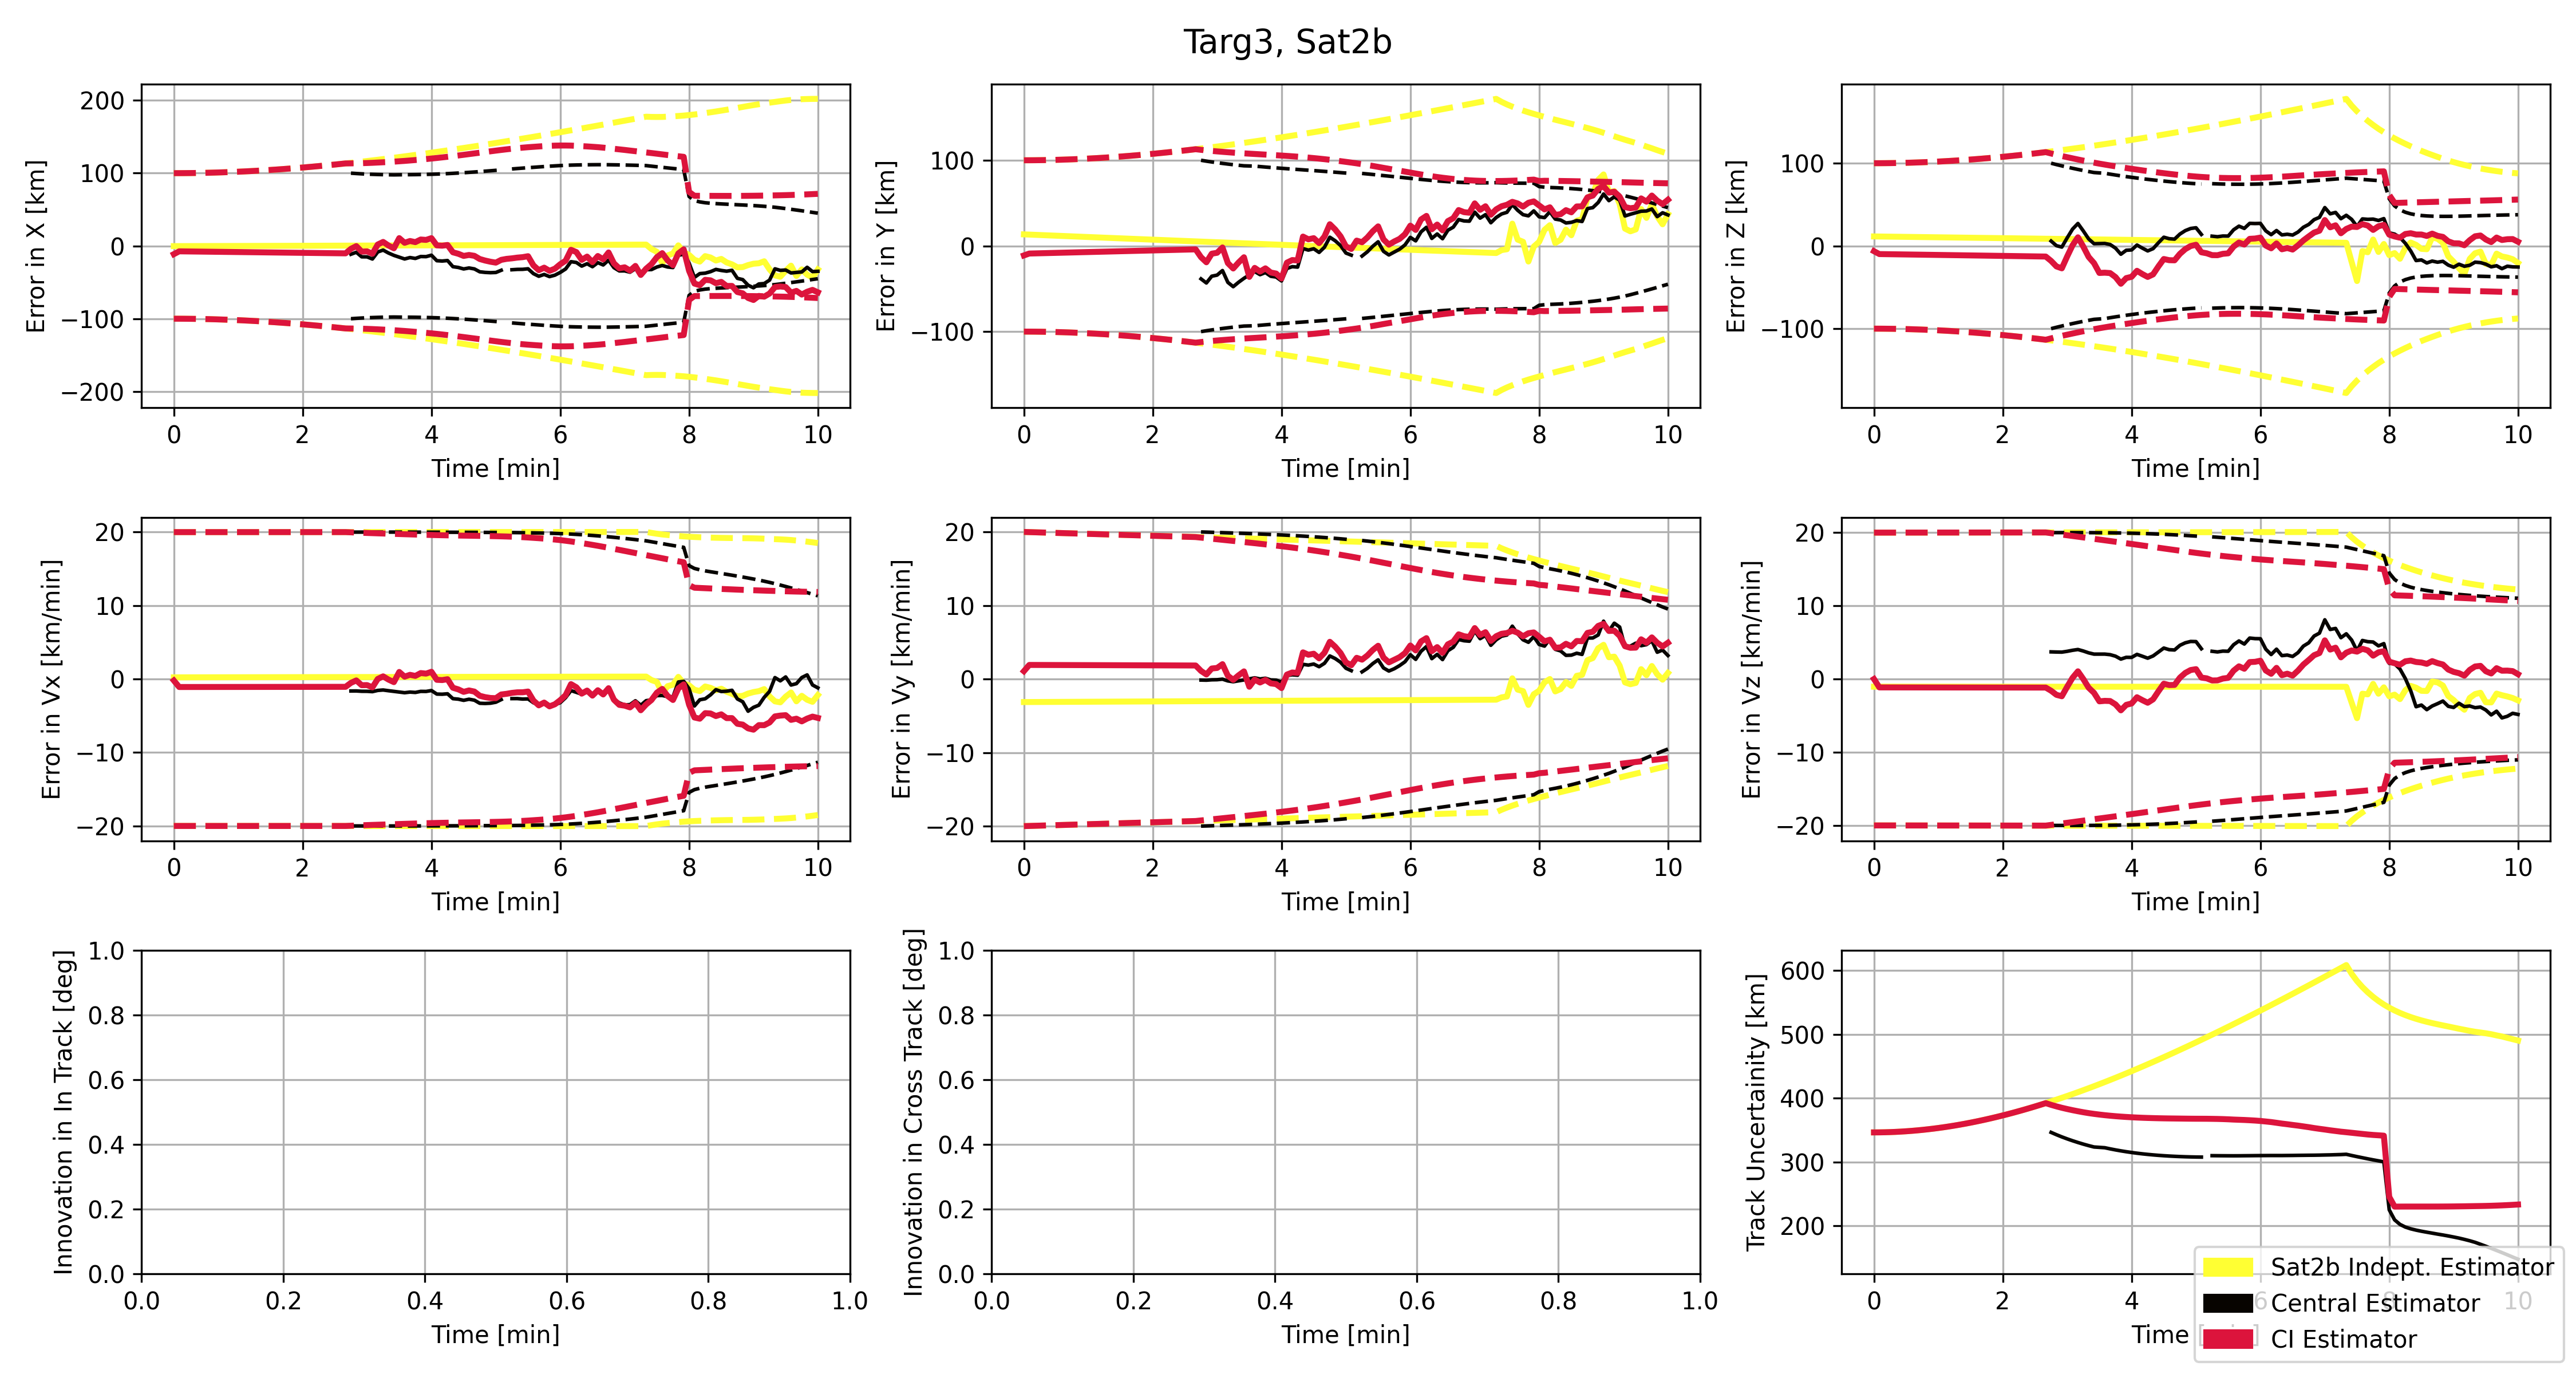 Targ3, Sat2b
Error in X [km]
200
100
0
−100
−200
0 2 4 6 8 10
Time [min]
Error in Y [km]
100
0
−100
0 2 4 6 8 10
Time [min]
Error in Z [km]
100
0
−100
0 2 4 6 8 10
Time [min]
Error in Vx [km/min]
20
10
0
−10
−20
0 2 4 6 8 10
Time [min]
Error in Vy [km/min]
20
10
0
−10
−20
0 2 4 6 8 10
Time [min]
Error in Vz [km/min]
20
10
0
−10
−20
0 2 4 6 8 10
Time [min]
Innovation in In Track [deg]
1.0
0.8
0.6
0.4
0.2
0.0
0.0 0.2 0.4 0.6 0.8 1.0
Time [min]
Innovation in Cross Track [deg]
1.0
0.8
0.6
0.4
0.2
0.0
0.0 0.2 0.4 0.6 0.8 1.0
Time [min]
Track Uncertainity [km]
600
500
400
300
200
0 2 4 6 10
Time
Sat2b Indept. Estimator
Central Estimator
CI Estimator